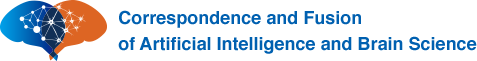 Correspondence and Fusion
of Artificial Intelligence and Brain Science